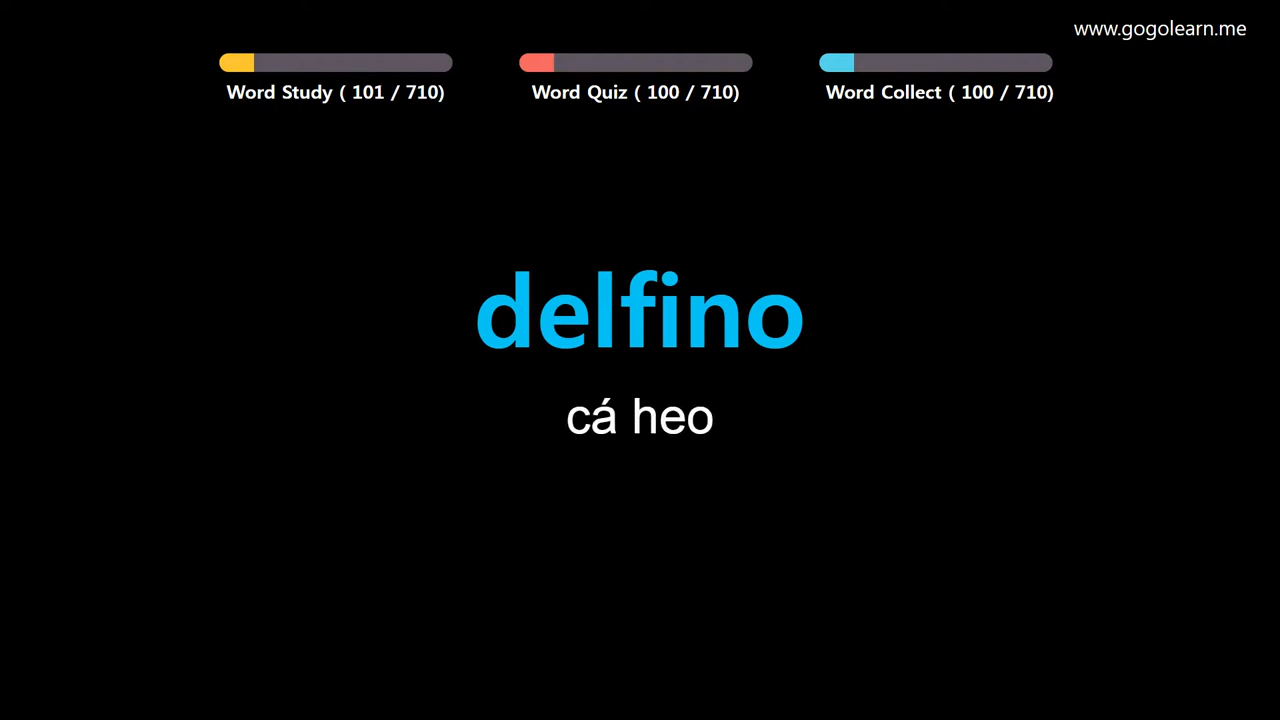 www.gogolearn.me
Word Study ( 101 / 710)
Word Quiz ( 100 / 710)
Word Collect ( 100 / 710)
delfino
cá heo